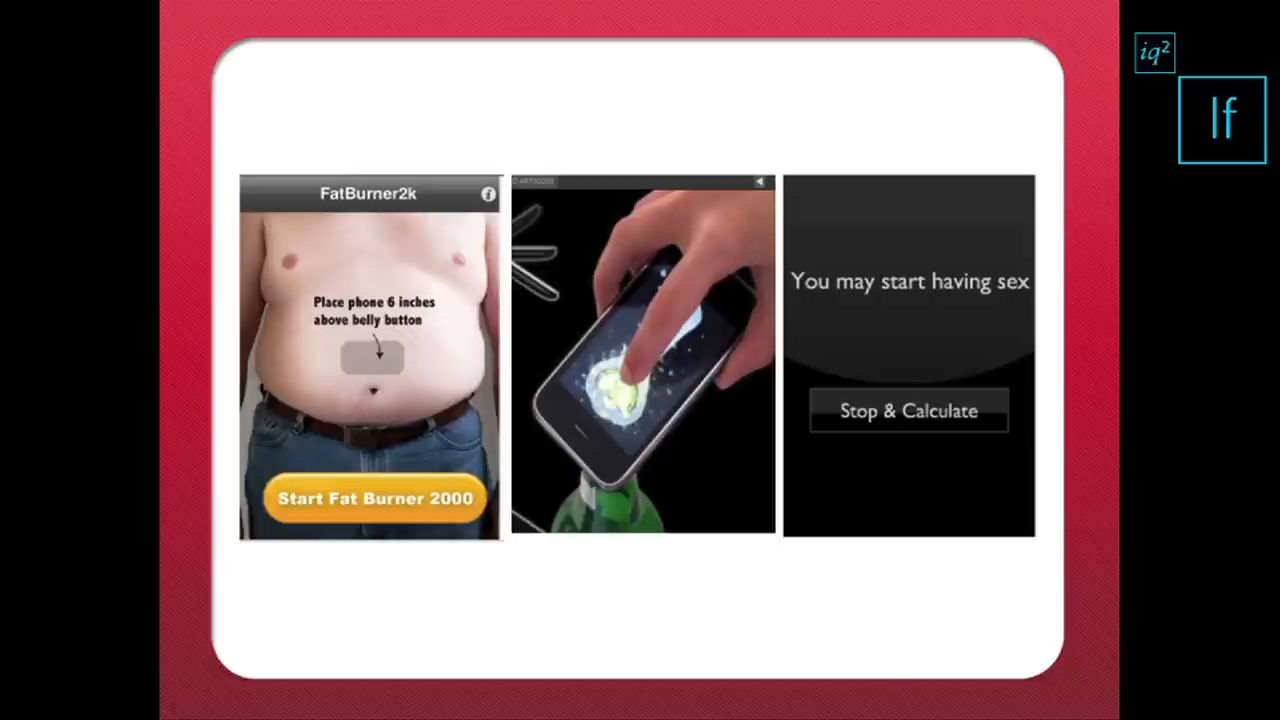 iq²
If
FatBurner2k
Place phone 6 inches
above belly button
Start Fat Burner 2000
You may start having sex
Stop & Calculate